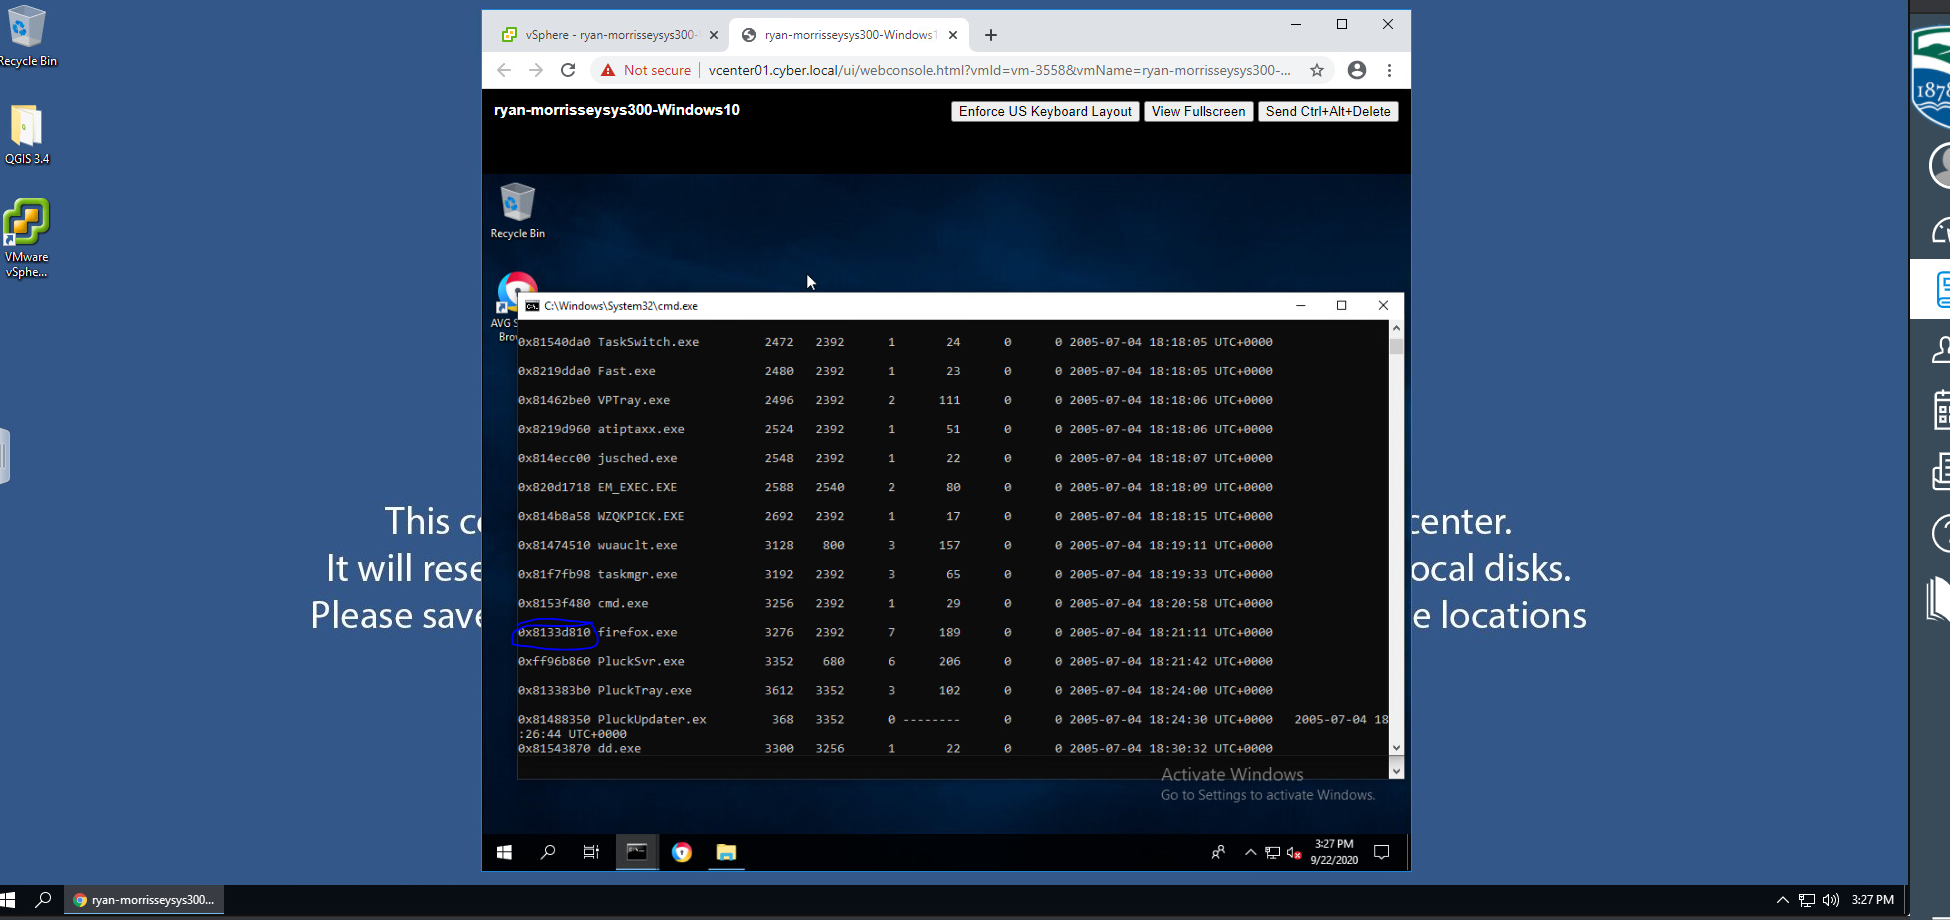 Recycle Bin
QGIS 3.4
VMware
vSphe...
vSphere - ryan-morrisseysys300-
ryan-morrisseysys300-Windows1
Not secure
vcenter01.cyber.local/ui/webconsole.html?vmId=vm-3558&vmName=ryan-morrisseysys300-...
ryan-morrisseysys300-Windows10
Enforce US Keyboard Layout
View Fullscreen
Send Ctrl+Alt+Delete
1878
Recycle Bin
AVG S
Bro
C:\Windows\System32\cmd.exe
0x81540da0 TaskSwitch.exe 2472 2392 1 24 0 0 2005-07-04 18:18:05 UTC+0000
0x8219dda0 Fast.exe 2480 2392 1 23 0 0 2005-07-04 18:18:05 UTC+0000
0x81462be0 VPTray.exe 2496 2392 2 111 0 0 2005-07-04 18:18:06 UTC+0000
0x8219d960 atiptaxx.exe 2524 2392 1 51 0 0 2005-07-04 18:18:06 UTC+0000
0x814ecc00 jusched.exe 2548 2392 1 22 0 0 2005-07-04 18:18:07 UTC+0000
0x820d1718 EM_EXEC.EXE 2588 2540 2 80 0 0 2005-07-04 18:18:09 UTC+0000
0x814b8a58 WZQKPICK.EXE 2692 2392 1 17 0 0 2005-07-04 18:18:15 UTC+0000
0x81474510 wuauclt.exe 3128 800 3 157 0 0 2005-07-04 18:19:11 UTC+0000
0x81f7fb98 taskmgr.exe 3192 2392 3 65 0 0 2005-07-04 18:19:33 UTC+0000
0x8153f480 cmd.exe 3256 2392 1 29 0 0 2005-07-04 18:20:58 UTC+0000
0x8133d810 firefox.exe 3276 2392 7 189 0 0 2005-07-04 18:21:11 UTC+0000
0xff96b860 PluckSvr.exe 3352 680 6 206 0 0 2005-07-04 18:21:42 UTC+0000
0x813383b0 PluckTray.exe 3612 3352 3 102 0 0 2005-07-04 18:24:00 UTC+0000
0x81488350 PluckUpdater.ex 368 3352 0 -------- 0 0 2005-07-04 18:24:30 UTC+0000 2005-07-04 18
:26:44 UTC+0000
0x81543870 dd.exe 3300 3256 1 22 0 0 2005-07-04 18:30:32 UTC+0000
Activate Windows
Go to Settings to activate Windows.
This c
center.
It will rese
ocal disks.
Please save
e locations
3:27 PM
9/22/2020
ryan-morrisseysys300...
3:27 PM